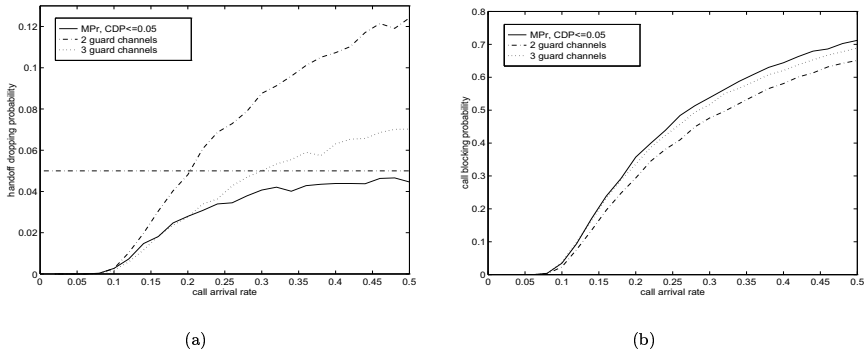 0.12
0.1
0.08
0.06
0.04
0.02
0
handoff dropping probability
MPr, CDP<=0.05
2 guard channels
3 guard channels
0 0.05 0.1 0.15 0.2 0.25 0.3 0.35 0.4 0.45 0.5
call arrival rate
(a)
0.8
0.7
0.6
0.5
0.4
0.3
0.2
0.1
0
call blocking probability
MPr, CDP<=0.05
2 guard channels
3 guard channels
0 0.05 0.1 0.15 0.2 0.25 0.3 0.35 0.4 0.45 0.5
call arrival rate
(b)